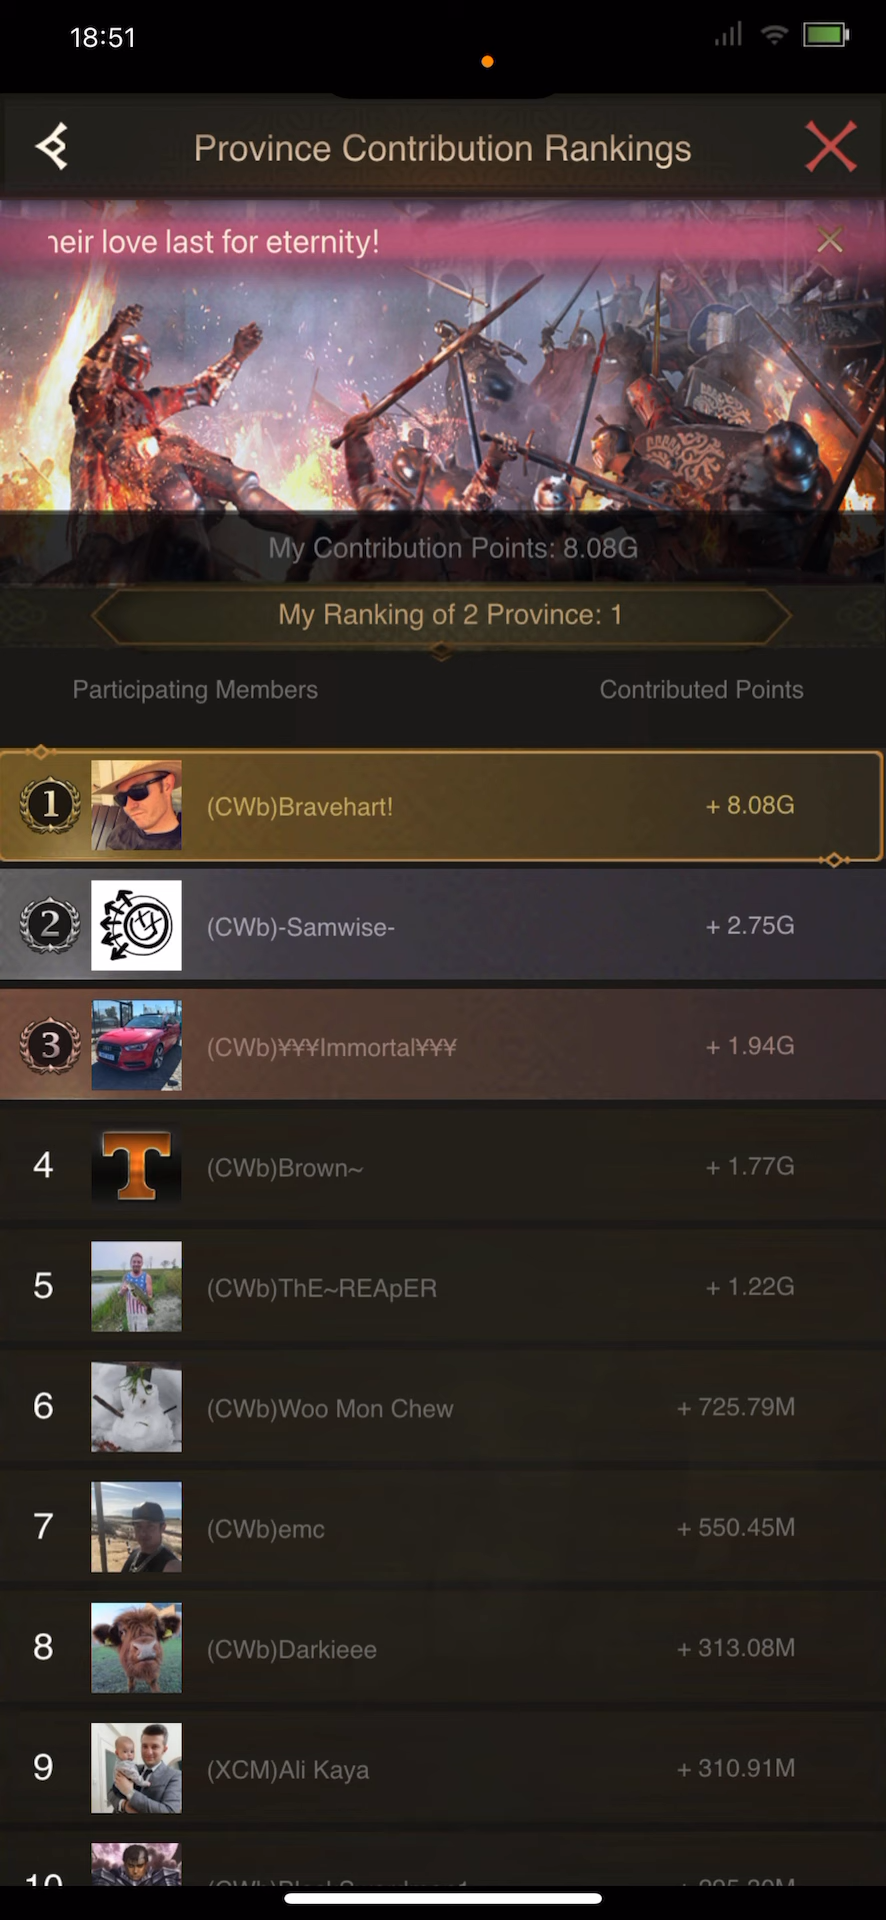 18:51
Province Contribution Rankings
heir love last for eternity!
My Contribution Points: 8.08G
My Ranking of 2 Province: 1
Participating Members Contributed Points
1 (CWb)Bravehart! + 8.08G
2 (CWb)-Samwise- + 2.75G
3 (CWb)¥¥¥Immortal¥¥¥ + 1.94G
4 T (CWb)Brown~ + 1.77G
5 (CWb)ThE~REApER + 1.22G
6 (CWb)Woo Mon Chew + 725.79M
7 (CWb)emc + 550.45M
8 (CWb)Darkieee + 313.08M
9 (XCM)Ali Kaya + 310.91M
10